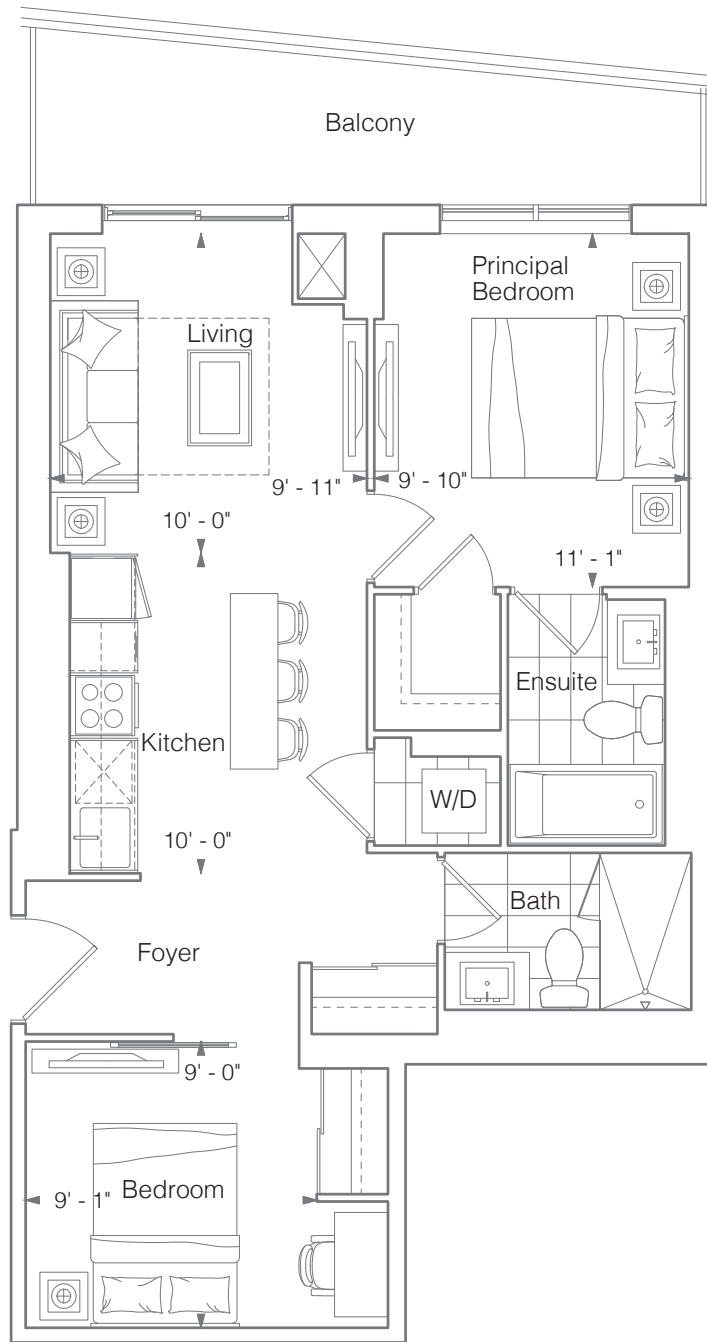 Balcony
Principal
Bedroom
Living
9' - 11"
9' - 10"
10' - 0"
11' - 1"
Ensuite
Kitchen
W/D
10' - 0"
Bath
Foyer
9' - 0"
9' - 1"
Bedroom